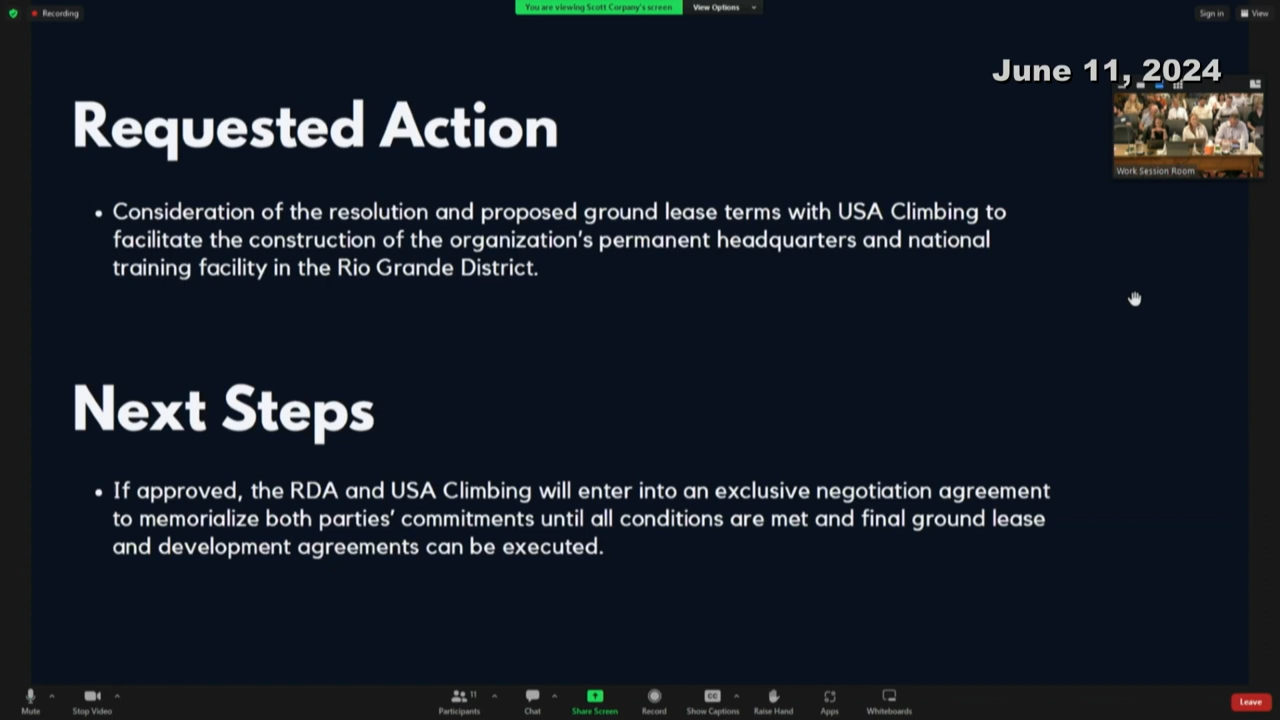 Recording
You are viewing Scott Corpany's screen
View Options
Sign in
View
June 11, 2024
Work Session Room
Requested Action
• Consideration of the resolution and proposed ground lease terms with USA Climbing to
facilitate the construction of the organization's permanent headquarters and national
training facility in the Rio Grande District.
Next Steps
• If approved, the RDA and USA Climbing will enter into an exclusive negotiation agreement
to memorialize both parties' commitments until all conditions are met and final ground lease
and development agreements can be executed.
Mute
Stop Video
11
Participants
Chat
Share Screen
Record
CC
Show Captions
Raise Hand
Apps
Whiteboards
Leave